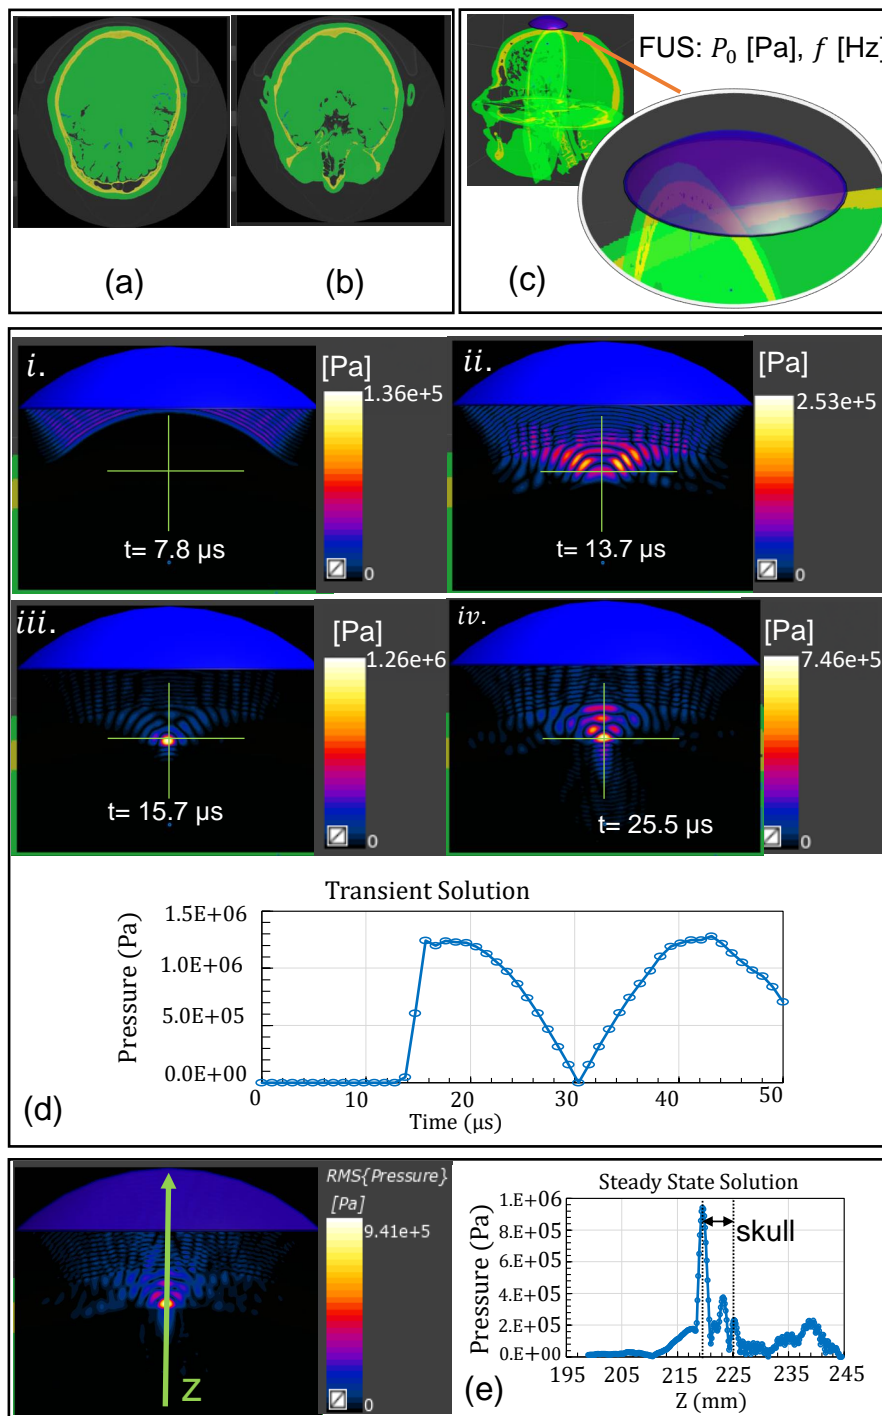 FUS: P₀ [Pa], f [Hz]
(a)
(b)
(c)
i.
[Pa]
1.36e+5
0
t= 7.8 μs
ii.
[Pa]
2.53e+5
0
t= 13.7 μs
iii.
[Pa]
1.26e+6
0
t= 15.7 μs
iv.
[Pa]
7.46e+5
0
t= 25.5 μs
Transient Solution
Pressure (Pa)
1.5E+06
1.0E+06
5.0E+05
0.0E+00
0 10 20 30 40 50
Time (μs)
(d)
RMS{Pressure}
[Pa]
9.41e+5
0
Z
Steady State Solution
Pressure (Pa)
1.E+06
8.E+05
6.E+05
4.E+05
2.E+05
0.E+00
skull
195 205 215 225 235 245
Z (mm)
(e)